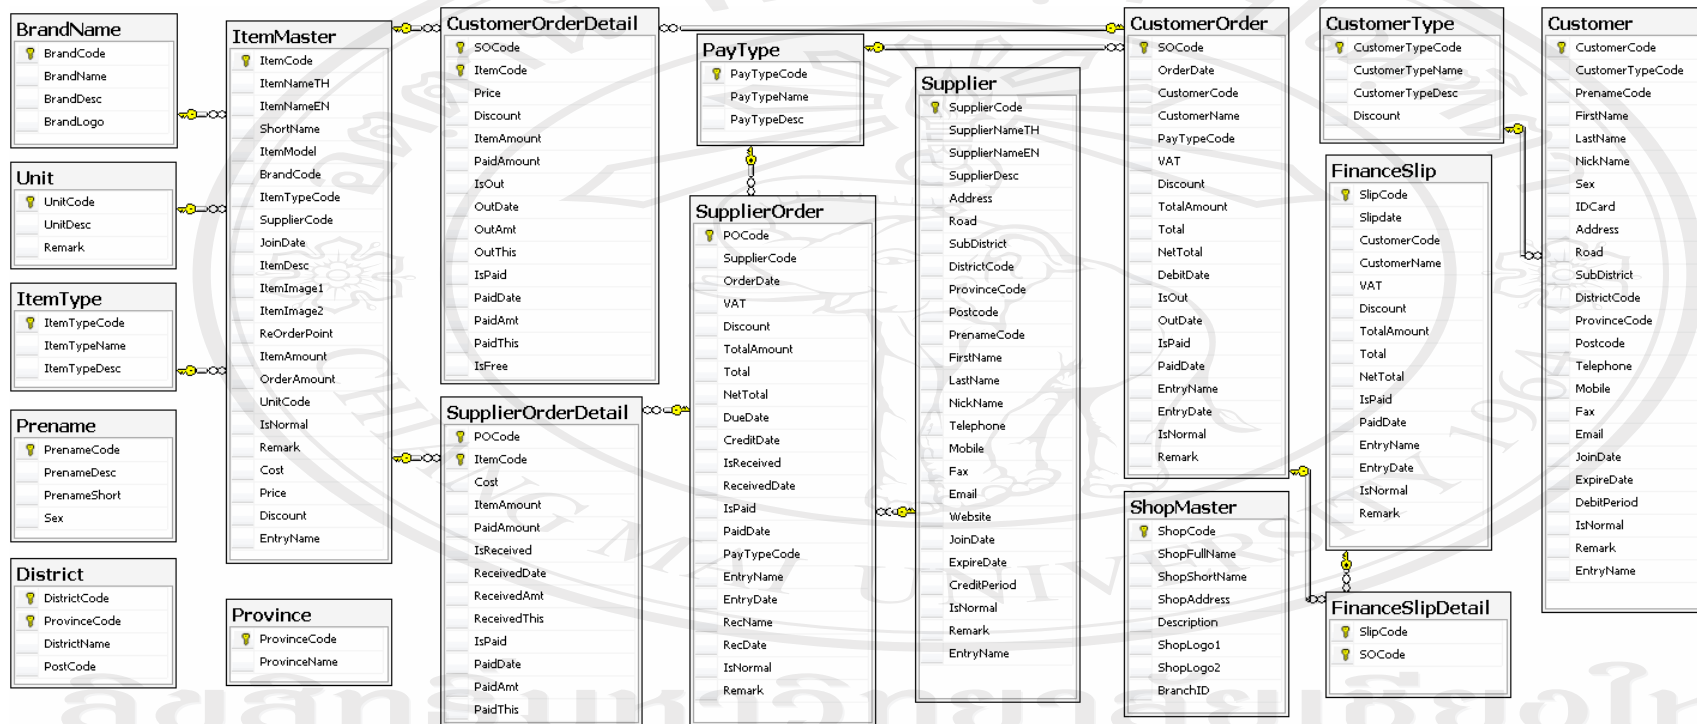 BrandName
BrandCode
BrandName
BrandDesc
BrandLogo
Unit
UnitCode
UnitDesc
Remark
ItemType
ItemTypeCode
ItemTypeName
ItemTypeDesc
Prename
PrenameCode
PrenameDesc
PrenameShort
Sex
District
DistrictCode
ProvinceCode
DistrictName
PostCode
ItemMaster
ItemCode
ItemNameTH
ItemNameEN
ShortName
ItemModel
BrandCode
ItemTypeCode
SupplierCode
JoinDate
ItemDesc
ItemImage1
ItemImage2
ReOrderPoint
ItemAmount
OrderAmount
UnitCode
IsNormal
Remark
Cost
Price
Discount
EntryName
Province
ProvinceCode
ProvinceName
CustomerOrderDetail
SOCode
ItemCode
Price
Discount
ItemAmount
PaidAmount
IsOut
OutDate
OutAmt
OutThis
IsPaid
PaidDate
PaidAmt
PaidThis
IsFree
SupplierOrderDetail
POCode
ItemCode
Cost
ItemAmount
PaidAmount
IsReceived
ReceivedDate
ReceivedAmt
ReceivedThis
IsPaid
PaidDate
PaidAmt
PaidThis
PayType
PayTypeCode
PayTypeName
PayTypeDesc
SupplierOrder
POCode
SupplierCode
OrderDate
VAT
Discount
TotalAmount
Total
NetTotal
DueDate
CreditDate
IsReceived
ReceivedDate
IsPaid
PaidDate
PayTypeCode
EntryName
EntryDate
RecName
RecDate
IsNormal
Remark
Supplier
SupplierCode
SupplierNameTH
SupplierNameEN
SupplierDesc
Address
Road
SubDistrict
DistrictCode
ProvinceCode
Postcode
PrenameCode
FirstName
LastName
NickName
Telephone
Mobile
Fax
Email
Website
JoinDate
ExpireDate
CreditPeriod
IsNormal
Remark
EntryName
CustomerOrder
SOCode
OrderDate
CustomerCode
CustomerName
PayTypeCode
VAT
Discount
TotalAmount
Total
NetTotal
DebitDate
IsOut
OutDate
IsPaid
PaidDate
EntryName
EntryDate
IsNormal
Remark
ShopMaster
ShopCode
ShopFullName
ShopShortName
ShopAddress
Description
ShopLogo1
ShopLogo2
BranchID
CustomerType
CustomerTypeCode
CustomerTypeName
CustomerTypeDesc
Discount
FinanceSlip
SlipCode
Slipdate
CustomerCode
CustomerName
VAT
Discount
TotalAmount
Total
NetTotal
IsPaid
PaidDate
EntryName
EntryDate
IsNormal
Remark
FinanceSlipDetail
SlipCode
SOCode
Customer
CustomerCode
CustomerTypeCode
PrenameCode
FirstName
LastName
NickName
Sex
IDCard
Address
Road
SubDistrict
DistrictCode
ProvinceCode
Postcode
Telephone
Mobile
Fax
Email
JoinDate
ExpireDate
DebitPeriod
IsNormal
Remark
EntryName
CHIANG MAI UNIVERSITY 1964